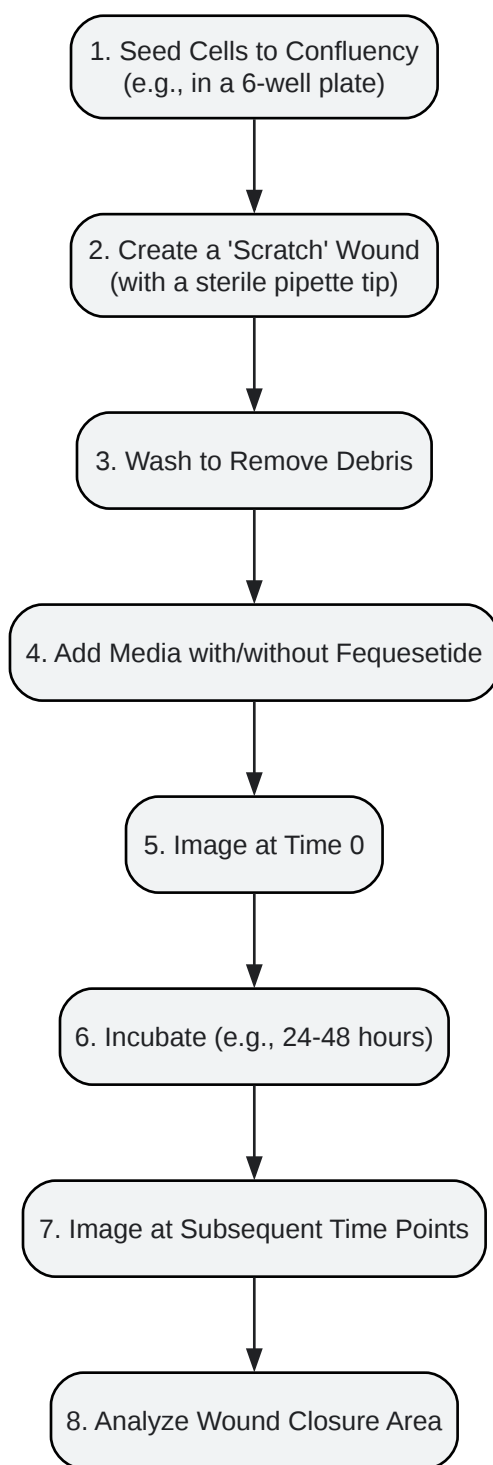 1. Seed Cells to Confluency
(e.g., in a 6-well plate)
2. Create a 'Scratch' Wound
(with a sterile pipette tip)
3. Wash to Remove Debris
4. Add Media with/without Fequesetide
5. Image at Time 0
6. Incubate (e.g., 24-48 hours)
7. Image at Subsequent Time Points
8. Analyze Wound Closure Area